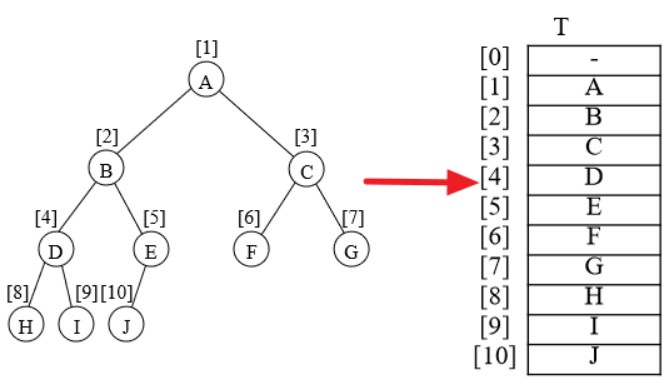 [1]
A
[2] [3]
B C
[4] [5] [6] [7]
D E F G
[8] [9] [10]
H I J
T
[0] -
[1] A
[2] B
[3] C
[4] D
[5] E
[6] F
[7] G
[8] H
[9] I
[10] J